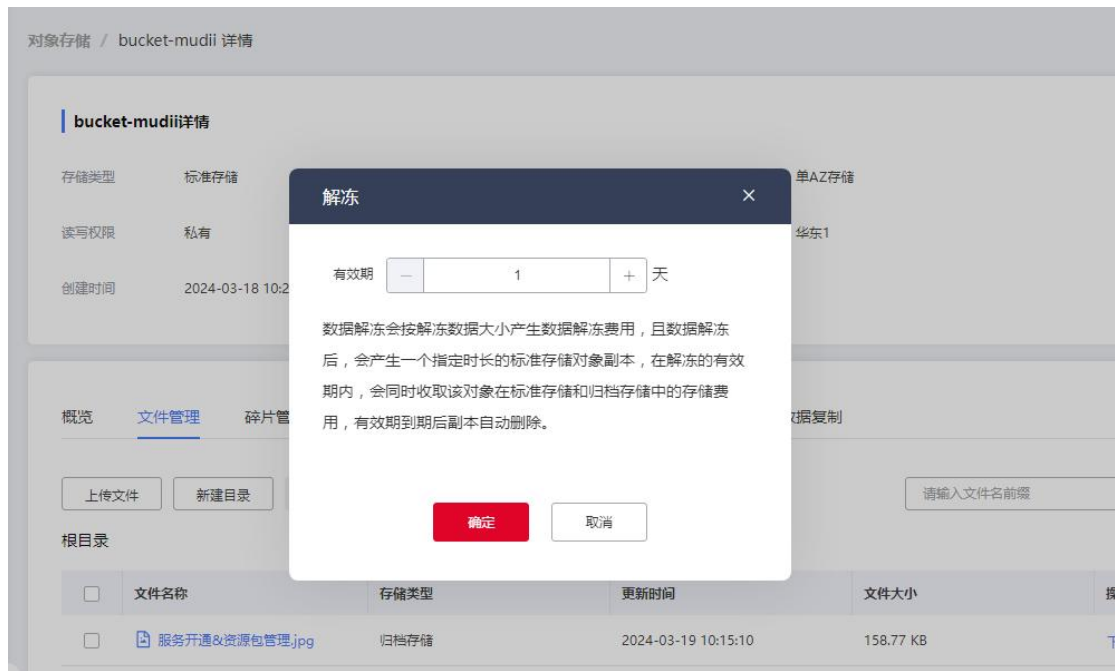 对象存储 / bucket-mudii 详情
bucket-mudii详情
存储类型 标准存储 单AZ存储
读写权限 私有 华东1
创建时间 2024-03-18 10:2
解冻
有效期 1 天
数据解冻会按解冻数据大小产生数据解冻费用，且数据解冻
后，会产生一个指定时长的标准存储对象副本，在解冻的有效
期内，会同时收取该对象在标准存储和归档存储中的存储费
用，有效期到期后副本自动删除。
确定 取消
概览 文件管理 碎片管 据复制
上传文件 新建目录 请输入文件名前缀
根目录
文件名称 存储类型 更新时间 文件大小
服务开通&资源包管理.jpg 归档存储 2024-03-19 10:15:10 158.77 KB